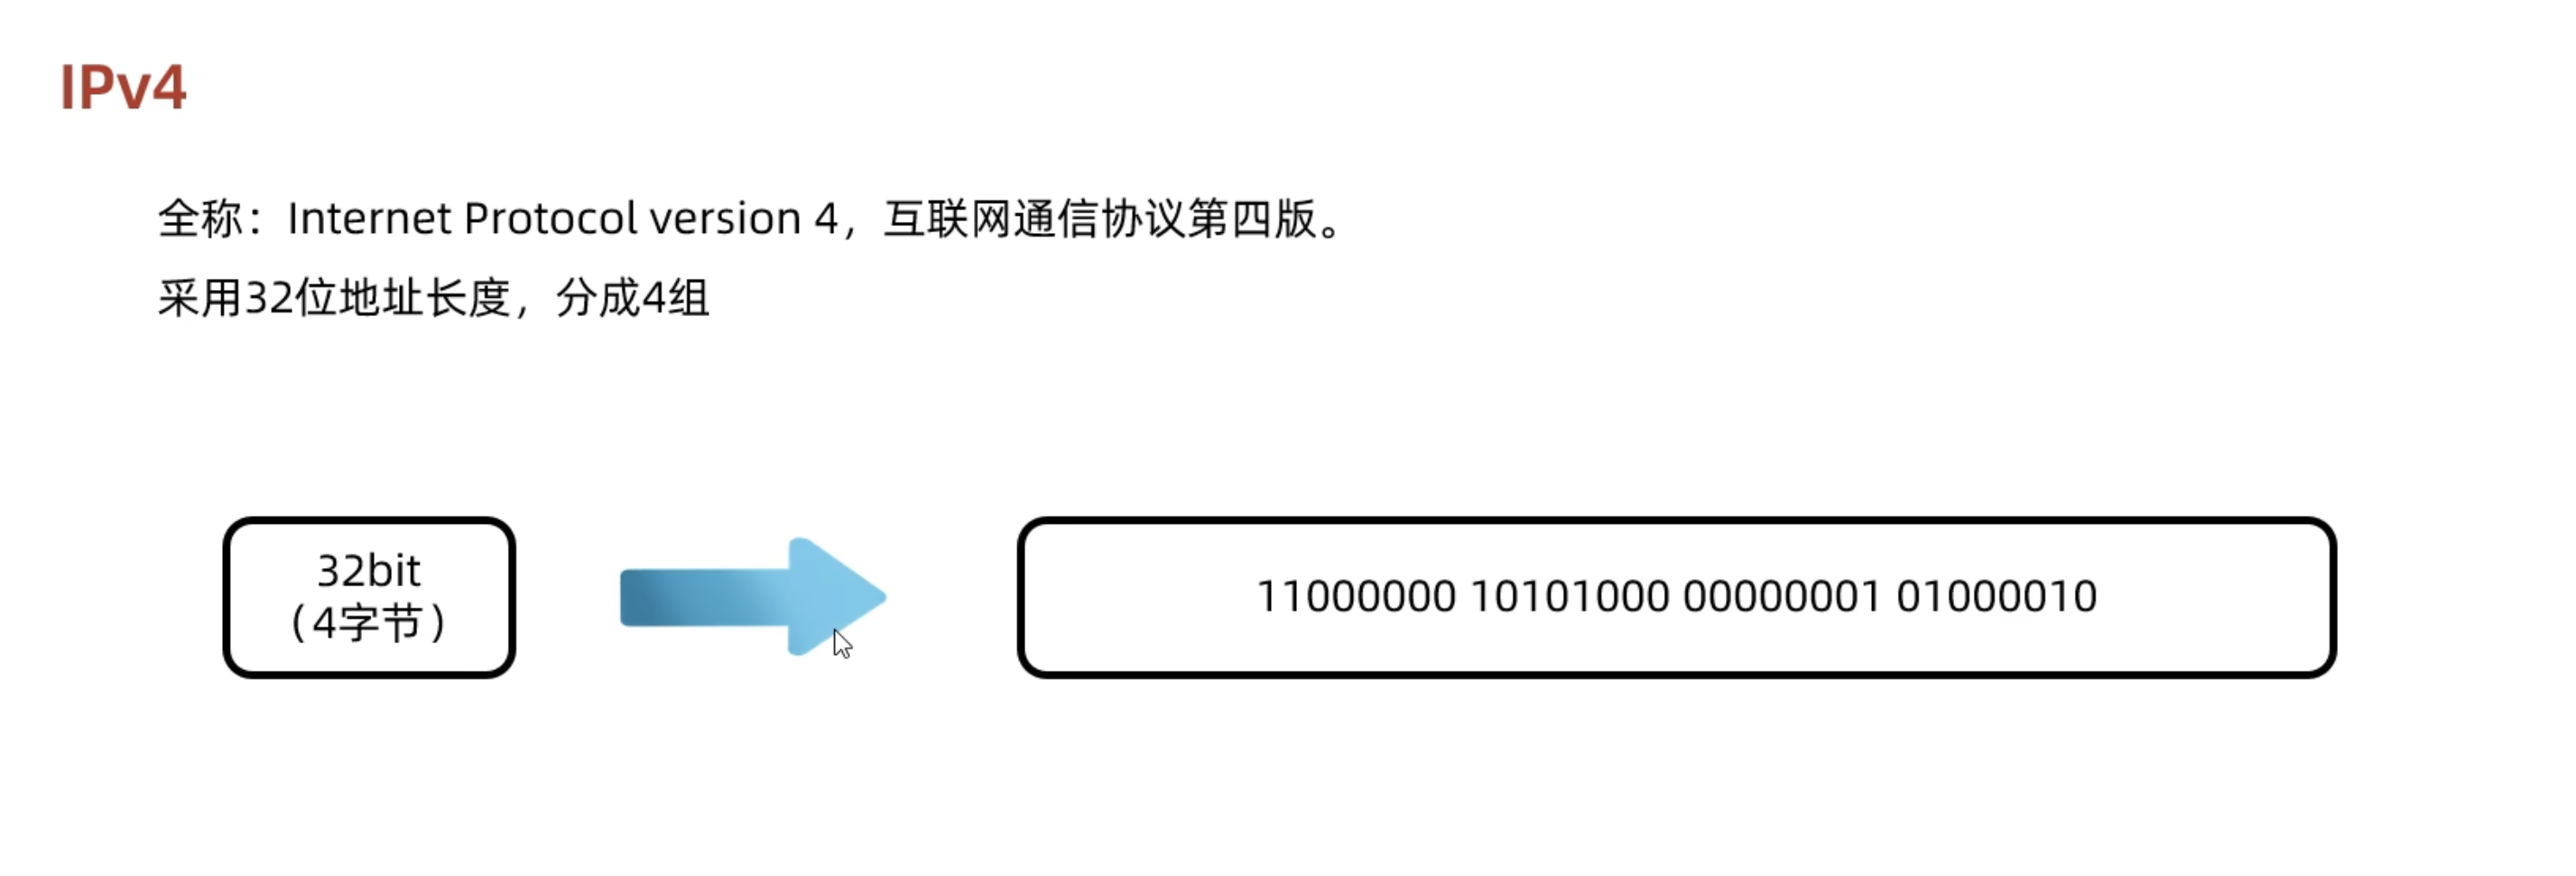 IPv4
全称：Internet Protocol version 4，互联网通信协议第四版。
采用32位地址长度，分成4组
32bit
（4字节）
11000000 10101000 00000001 01000010